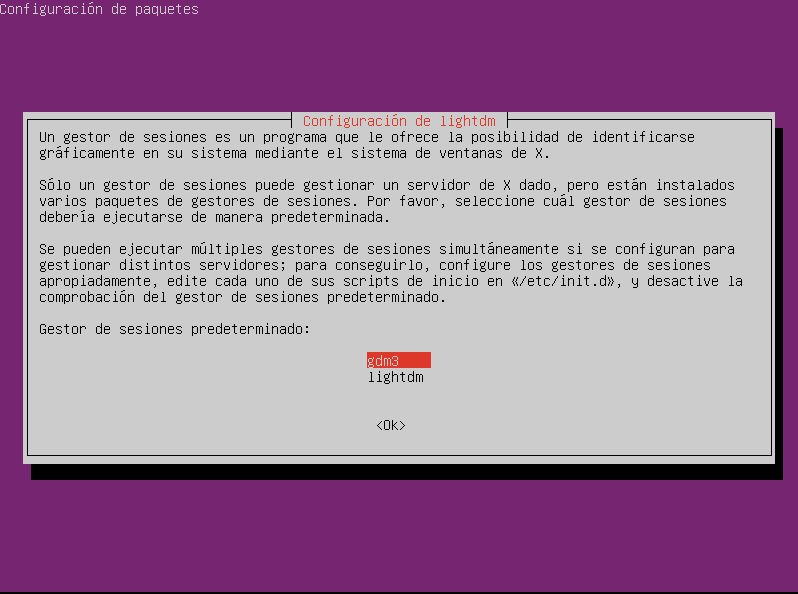 Configuración de paquetes
Configuración de lightdm
Un gestor de sesiones es un programa que le ofrece la posibilidad de identificarse
gráficamente en su sistema mediante el sistema de ventanas de X.
Sólo un gestor de sesiones puede gestionar un servidor de X dado, pero están instalados
varios paquetes de gestores de sesiones. Por favor, seleccione cuál gestor de sesiones
debería ejecutarse de manera predeterminada.
Se pueden ejecutar múltiples gestores de sesiones simultáneamente si se configuran para
gestionar distintos servidores; para conseguirlo, configure los gestores de sesiones
apropiadamente, edite cada uno de sus scripts de inicio en «/etc/init.d», y desactive la
comprobación del gestor de sesiones predeterminado.
Gestor de sesiones predeterminado:
gdm3
lightdm
<Ok>